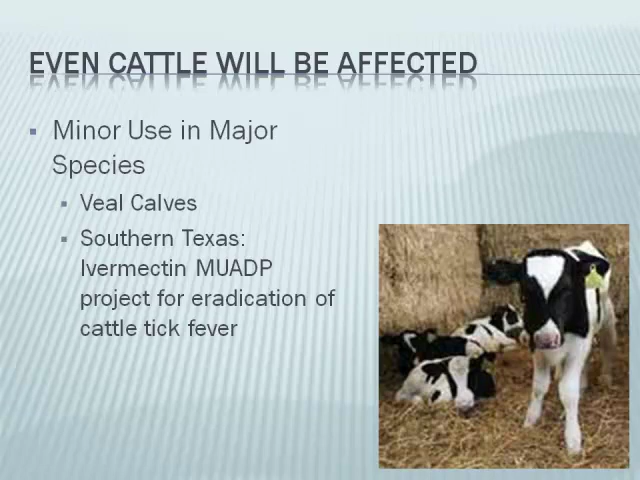 EVEN CATTLE WILL BE AFFECTED
Minor Use in Major
Species
Veal Calves
Southern Texas:
Ivermectin MUADP
project for eradication of
cattle tick fever